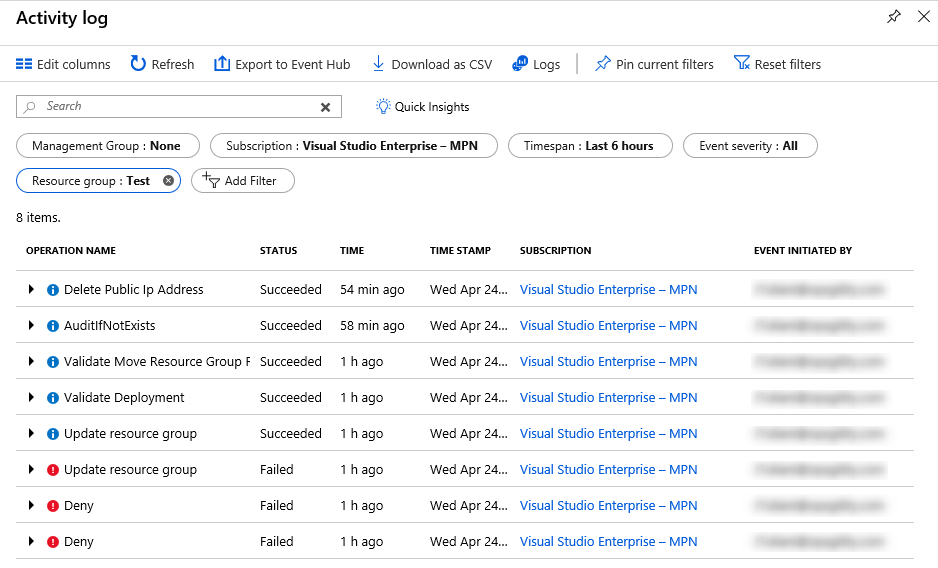 Activity log
Edit columns Refresh Export to Event Hub Download as CSV Logs Pin current filters Reset filters
Search Quick Insights
Management Group : None Subscription : Visual Studio Enterprise – MPN Timespan : Last 6 hours Event severity : All
Resource group : Test Add Filter
8 items.
OPERATION NAME STATUS TIME TIME STAMP SUBSCRIPTION EVENT INITIATED BY
Delete Public Ip Address Succeeded 54 min ago Wed Apr 24... Visual Studio Enterprise – MPN
AuditIfNotExists Succeeded 58 min ago Wed Apr 24... Visual Studio Enterprise – MPN
Validate Move Resource Group R Succeeded 1 h ago Wed Apr 24... Visual Studio Enterprise – MPN
Validate Deployment Succeeded 1 h ago Wed Apr 24... Visual Studio Enterprise – MPN
Update resource group Succeeded 1 h ago Wed Apr 24... Visual Studio Enterprise – MPN
Update resource group Failed 1 h ago Wed Apr 24... Visual Studio Enterprise – MPN
Deny Failed 1 h ago Wed Apr 24... Visual Studio Enterprise – MPN
Deny Failed 1 h ago Wed Apr 24... Visual Studio Enterprise – MPN